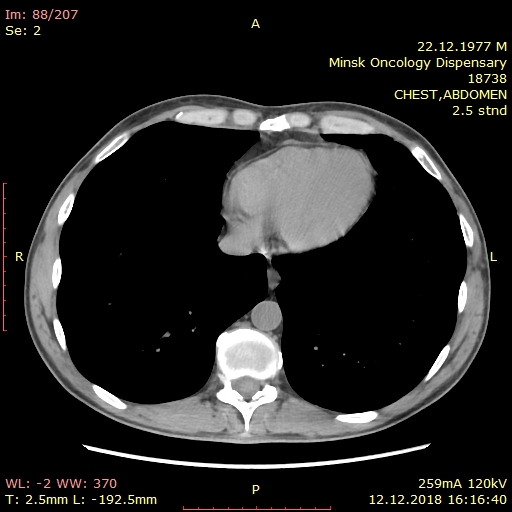 Im: 88/207
Se: 2
A
22.12.1977 M
Minsk Oncology Dispensary
18738
CHEST,ABDOMEN
2.5 stnd
R
L
WL: -2 WW: 370
T: 2.5mm L: -192.5mm
P
259mA 120kV
12.12.2018 16:16:40